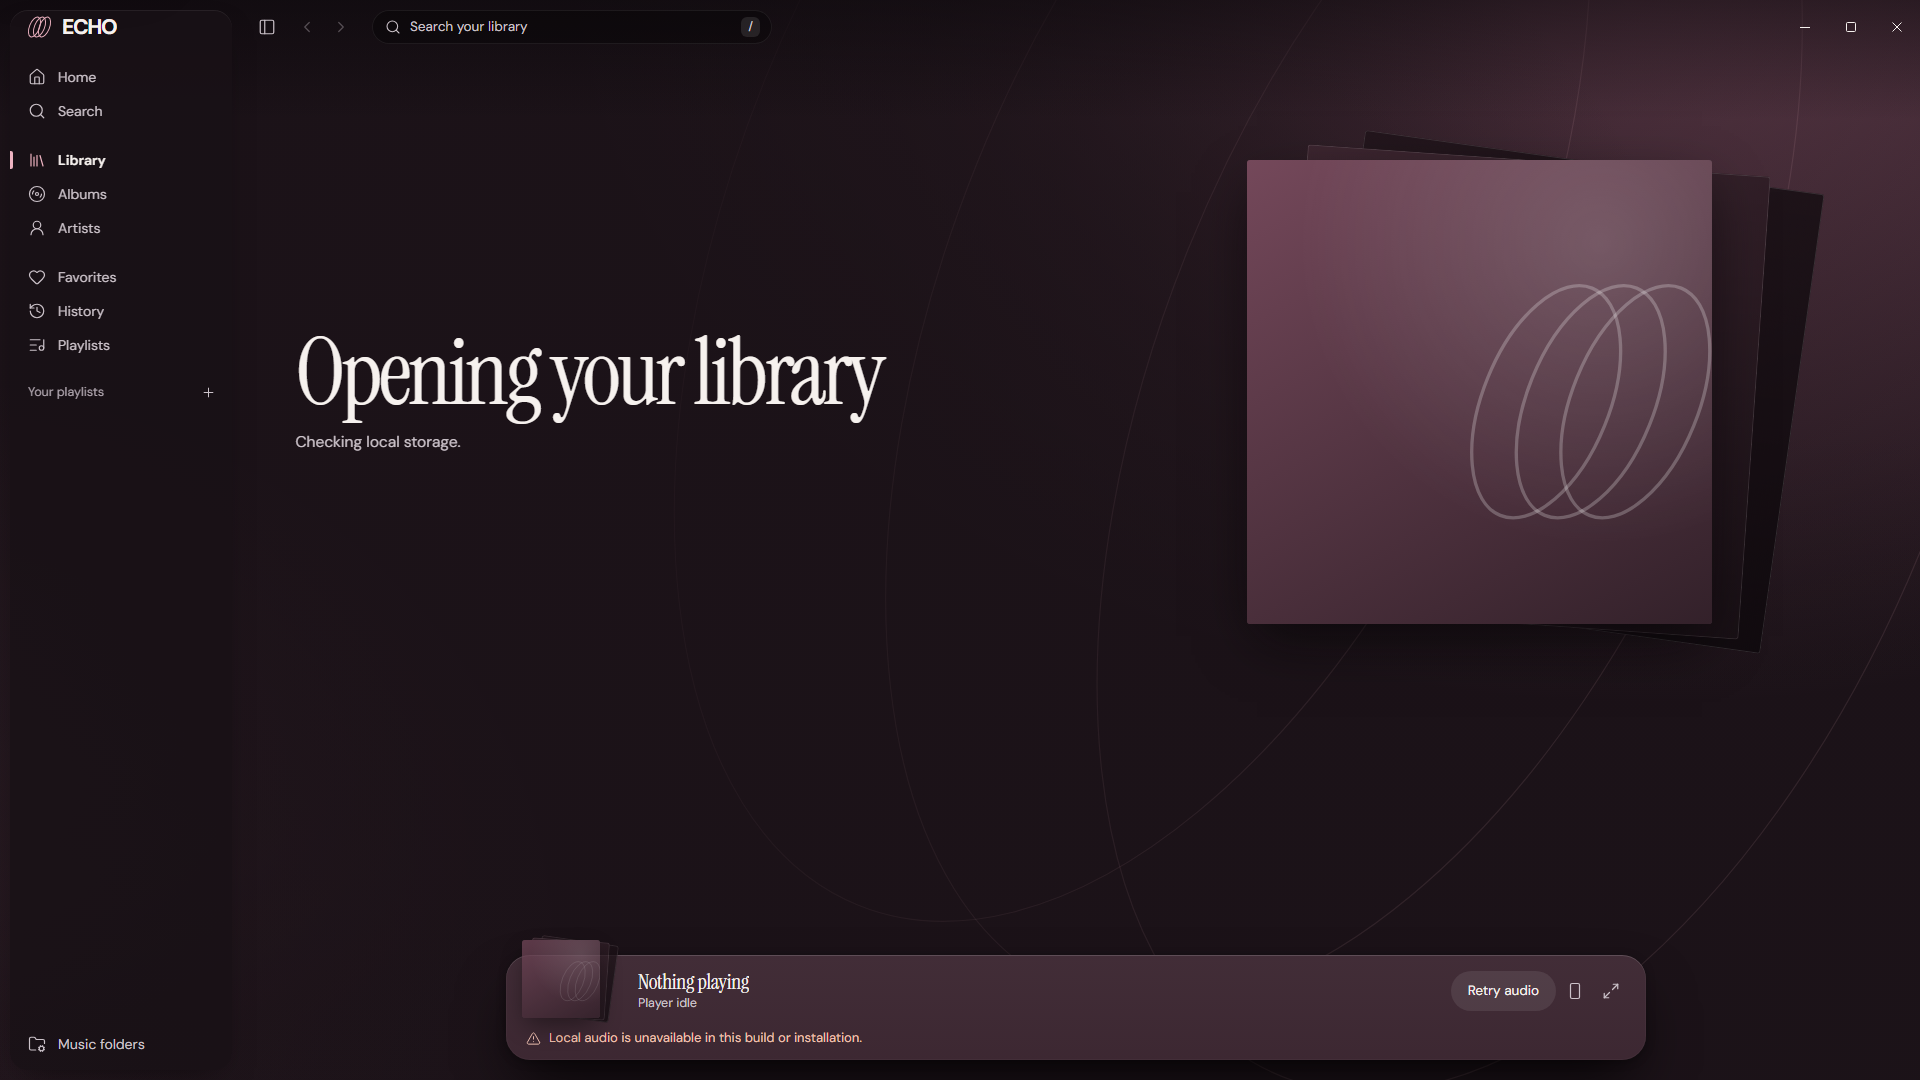 ECHO
Search your library
/
Home
Search
Library
Albums
Artists
Favorites
History
Playlists
Your playlists
Opening your library
Checking local storage.
Nothing playing
Player idle
Retry audio
Local audio is unavailable in this build or installation.
Music folders